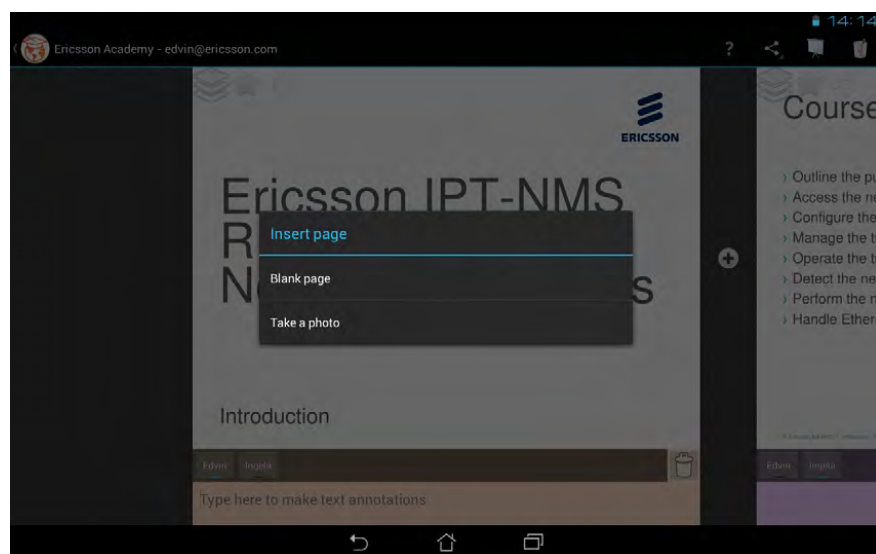 14:14
Ericsson Academy - edvin@ericsson.com
?
ERICSSON
Ericsson IPT-NMS
R
N s
Insert page
Blank page
Take a photo
Introduction
Edvin Ingela
Type here to make text annotations
Course
› Outline the pu
› Access the ne
› Configure the
› Manage the t
› Operate the t
› Detect the ne
› Perform the n
› Handle Ether
Edvin Ingela